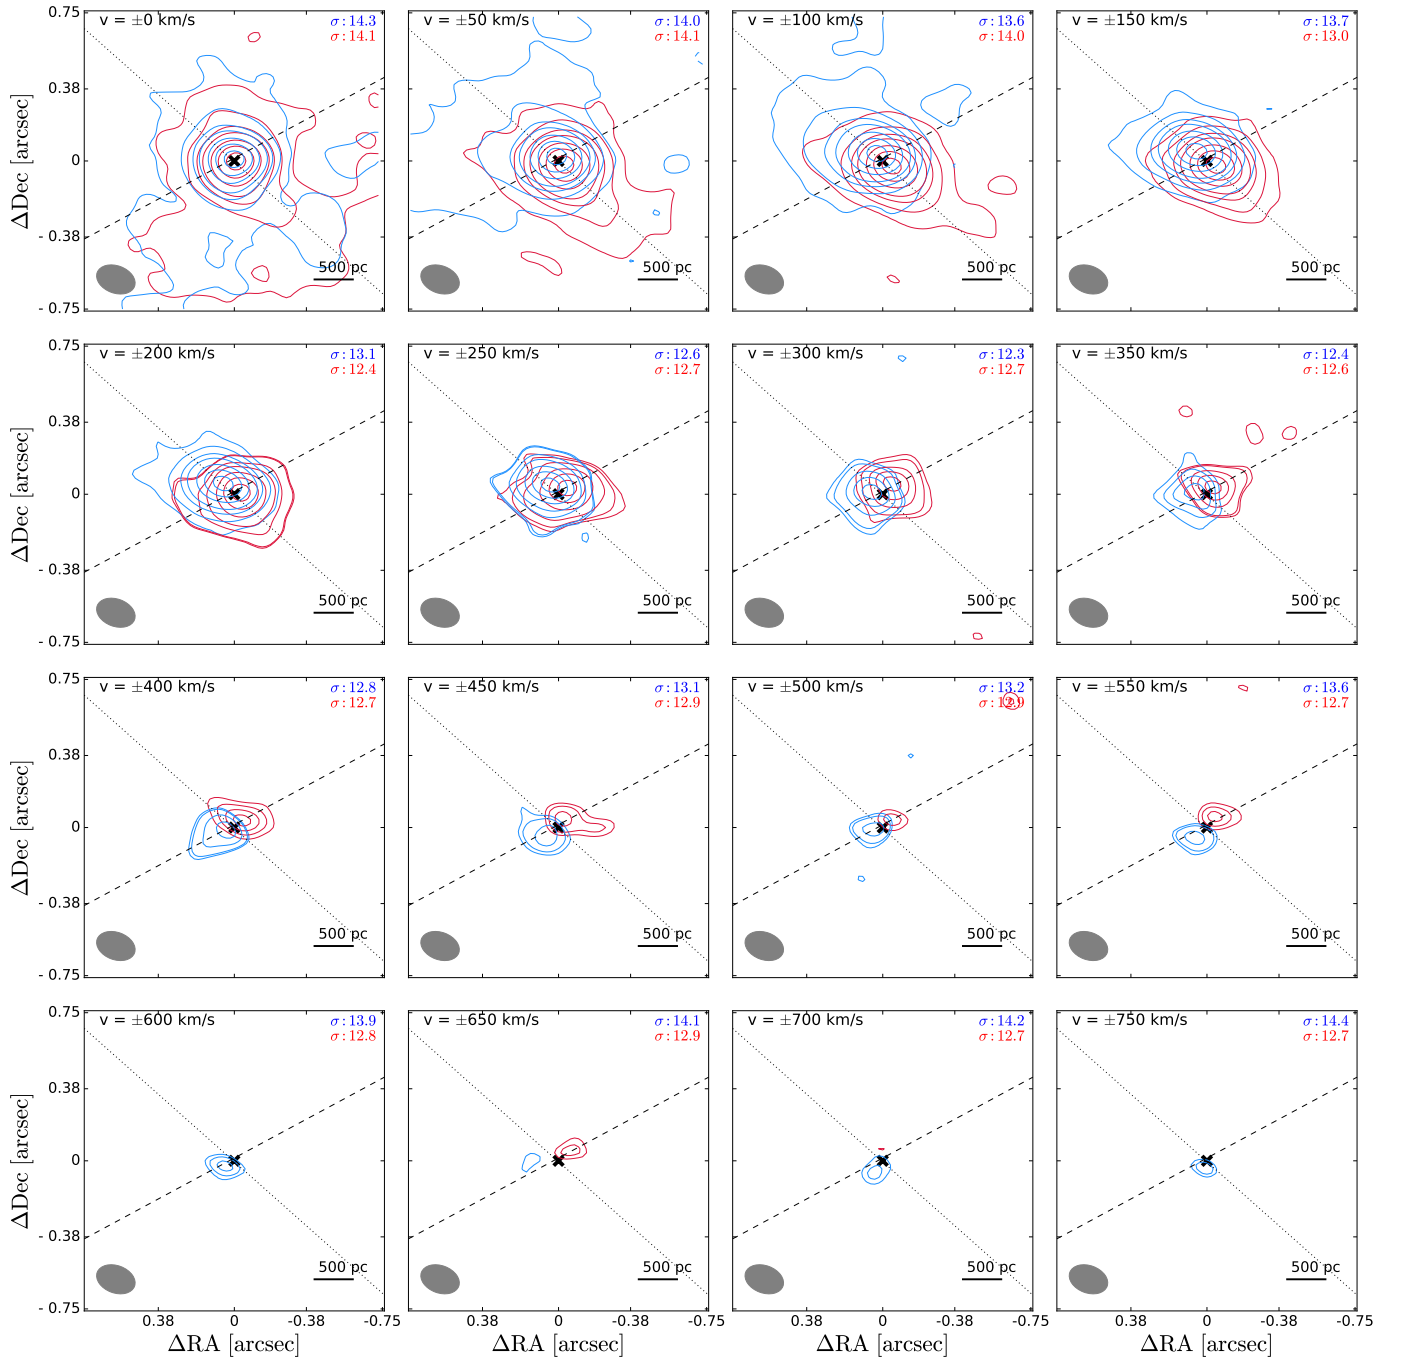 0.75
v = ±0 km/s
σ : 14.3
σ : 14.1
v = ±50 km/s
σ : 14.0
σ : 14.1
v = ±100 km/s
σ : 13.6
σ : 14.0
v = ±150 km/s
σ : 13.7
σ : 13.0
0.38
ΔDec [arcsec]
0
- 0.38
500 pc
500 pc
500 pc
500 pc
- 0.75
0.75
v = ±200 km/s
σ : 13.1
σ : 12.4
v = ±250 km/s
σ : 12.6
σ : 12.7
v = ±300 km/s
σ : 12.3
σ : 12.7
v = ±350 km/s
σ : 12.4
σ : 12.6
0.38
ΔDec [arcsec]
0
- 0.38
500 pc
500 pc
500 pc
500 pc
- 0.75
0.75
v = ±400 km/s
σ : 12.8
σ : 12.7
v = ±450 km/s
σ : 13.1
σ : 12.9
v = ±500 km/s
σ : 13.2
σ : 12.9
v = ±550 km/s
σ : 13.6
σ : 12.7
0.38
ΔDec [arcsec]
0
- 0.38
500 pc
500 pc
500 pc
500 pc
- 0.75
0.75
v = ±600 km/s
σ : 13.9
σ : 12.8
v = ±650 km/s
σ : 14.1
σ : 12.9
v = ±700 km/s
σ : 14.2
σ : 12.7
v = ±750 km/s
σ : 14.4
σ : 12.7
0.38
ΔDec [arcsec]
0
- 0.38
500 pc
500 pc
500 pc
500 pc
- 0.75
0.38 0 -0.38 -0.75
0.38 0 -0.38 -0.75
0.38 0 -0.38 -0.75
0.38 0 -0.38 -0.75
ΔRA [arcsec]
ΔRA [arcsec]
ΔRA [arcsec]
ΔRA [arcsec]